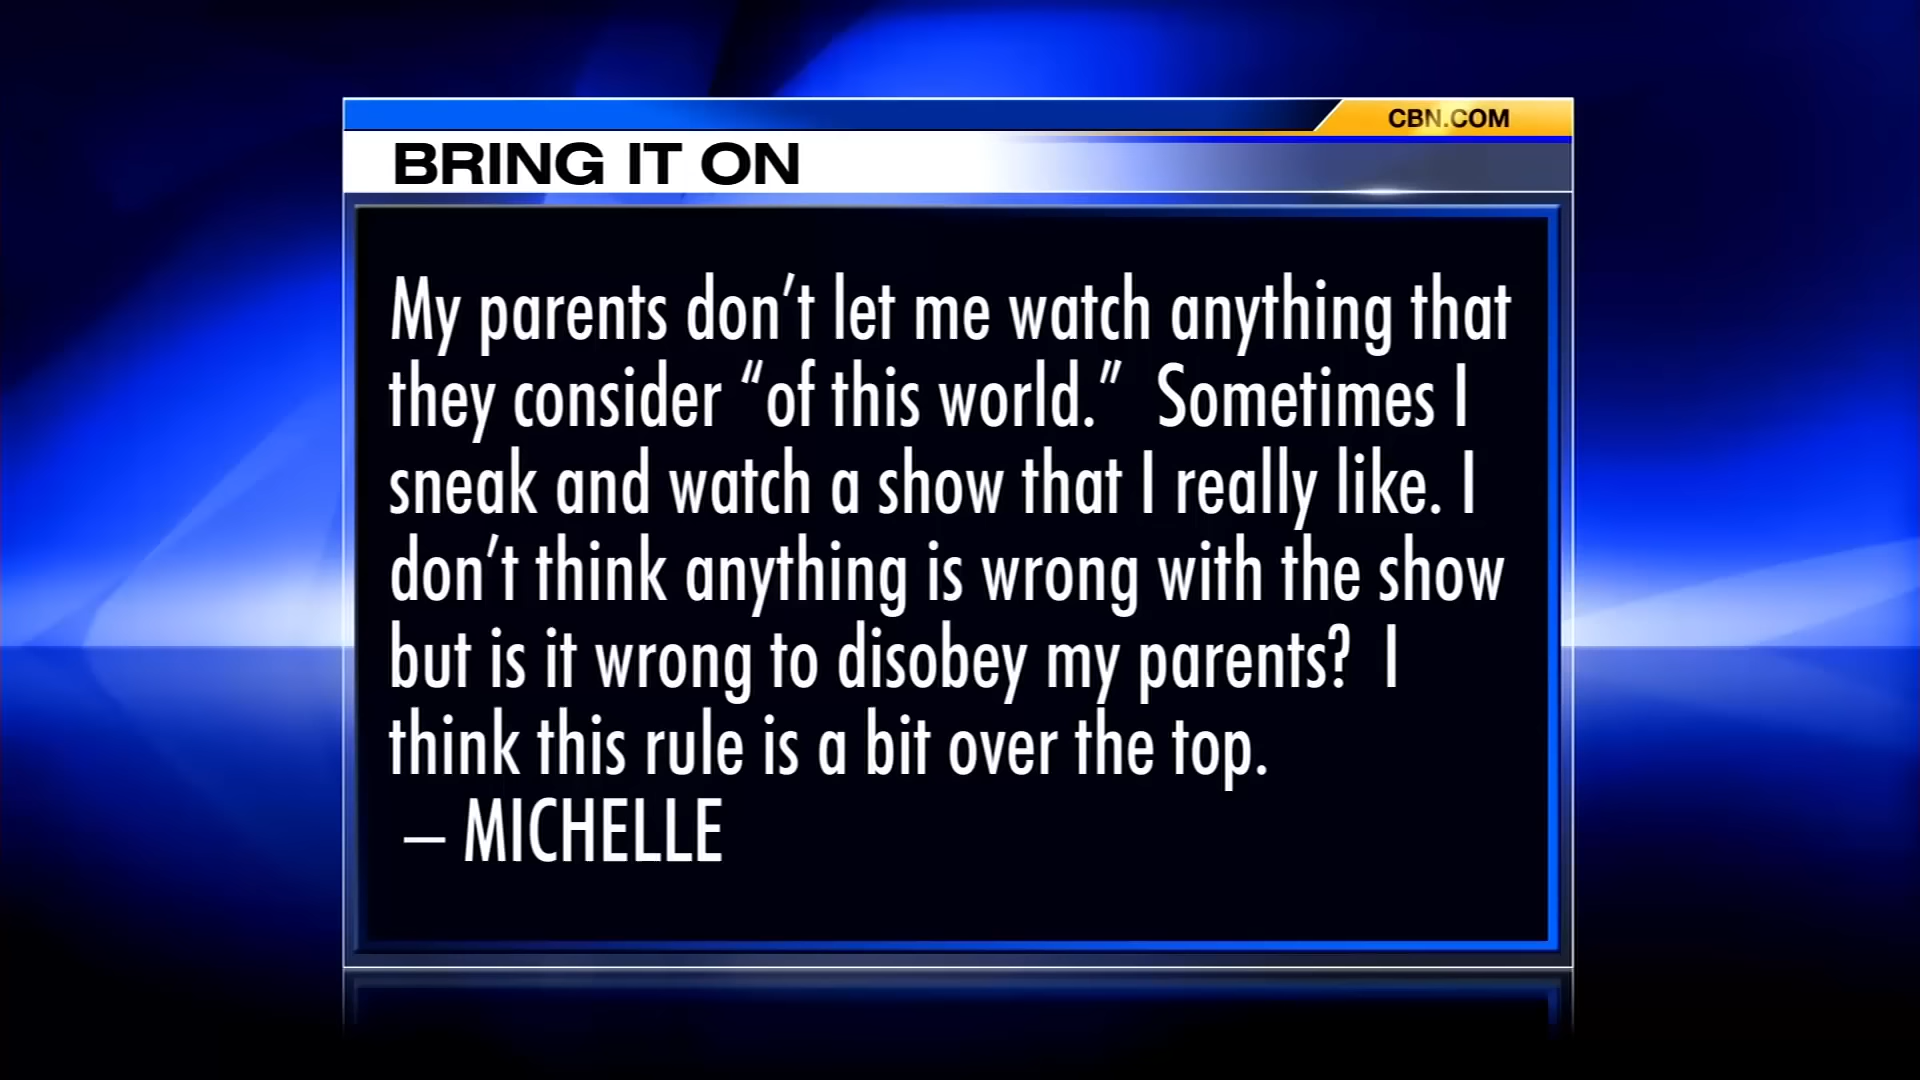 CBN.COM
BRING IT ON
My parents don’t let me watch anything that
they consider “of this world.”  Sometimes I
sneak and watch a show that I really like. I
don’t think anything is wrong with the show
but is it wrong to disobey my parents?  I
think this rule is a bit over the top.
– MICHELLE